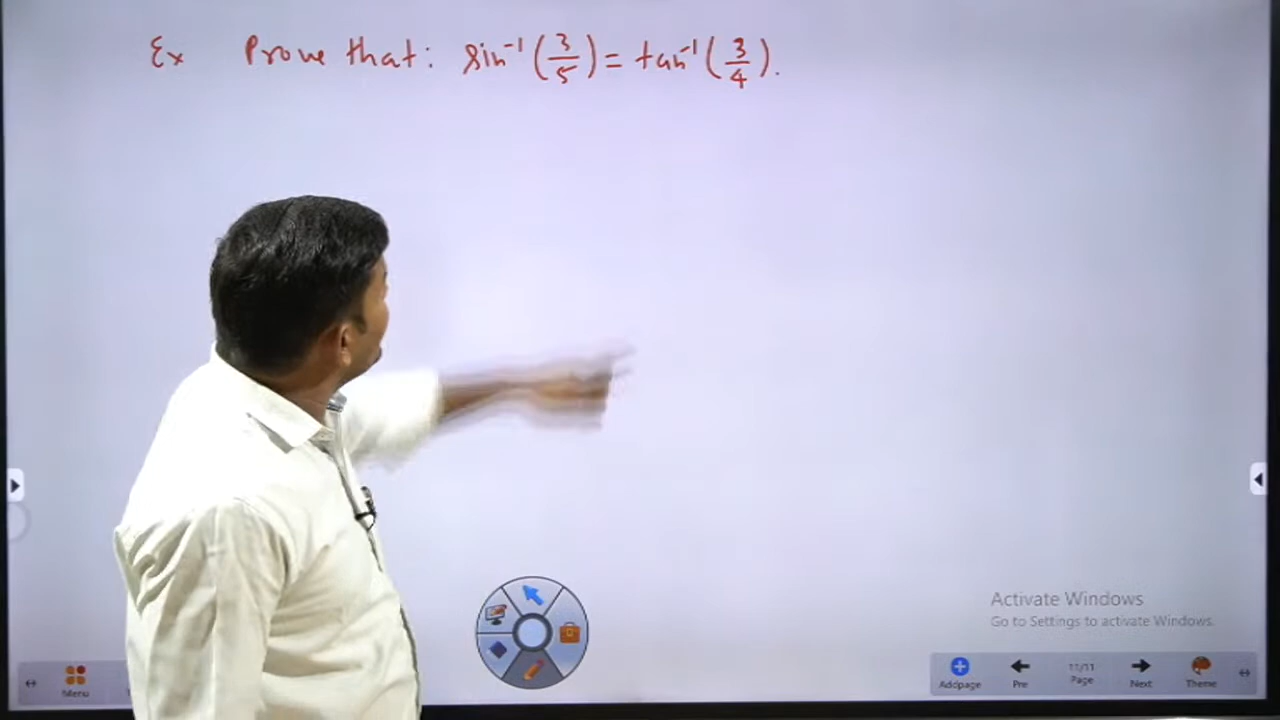 Ex Prove that: sin⁻¹(3/5) = tan⁻¹(3/4).
Activate Windows
Go to Settings to activate Windows.
Menu
Addpage Pre 11/11 Page Next Theme